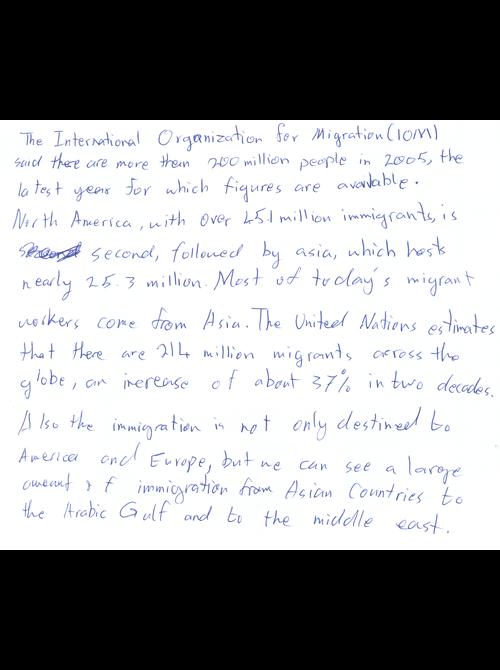 The International Organization for Migration (IOM)
said there are more them 200 million people in 2005, the
latest year for which figures are available.
North America, with over 45.1 million immigrants, is
second, followed by asia, which hosts
nearly 25.3 million. Most of today's migrant
workers come from Asia. The United Nations estimates
that there are 214 million migrants across the
globe, an increase of about 37% in two decades.
Also the immigration is not only destined to
America and Europe, but we can see a large
amount of immigration from Asian Countries to
the Arabic Gulf and to the middle east.